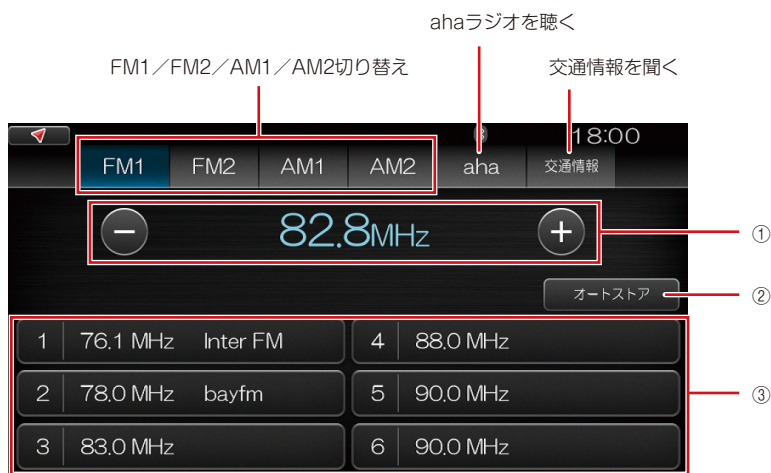 ahaラジオを聴く
FM1／FM2／AM1／AM2切り替え 交通情報を聞く
18:00
FM1 FM2 AM1 AM2 aha 交通情報
− 82.8MHz + ①
オートストア ②
1 76.1 MHz Inter FM 4 88.0 MHz
2 78.0 MHz bayfm 5 90.0 MHz ③
3 83.0 MHz 6 90.0 MHz